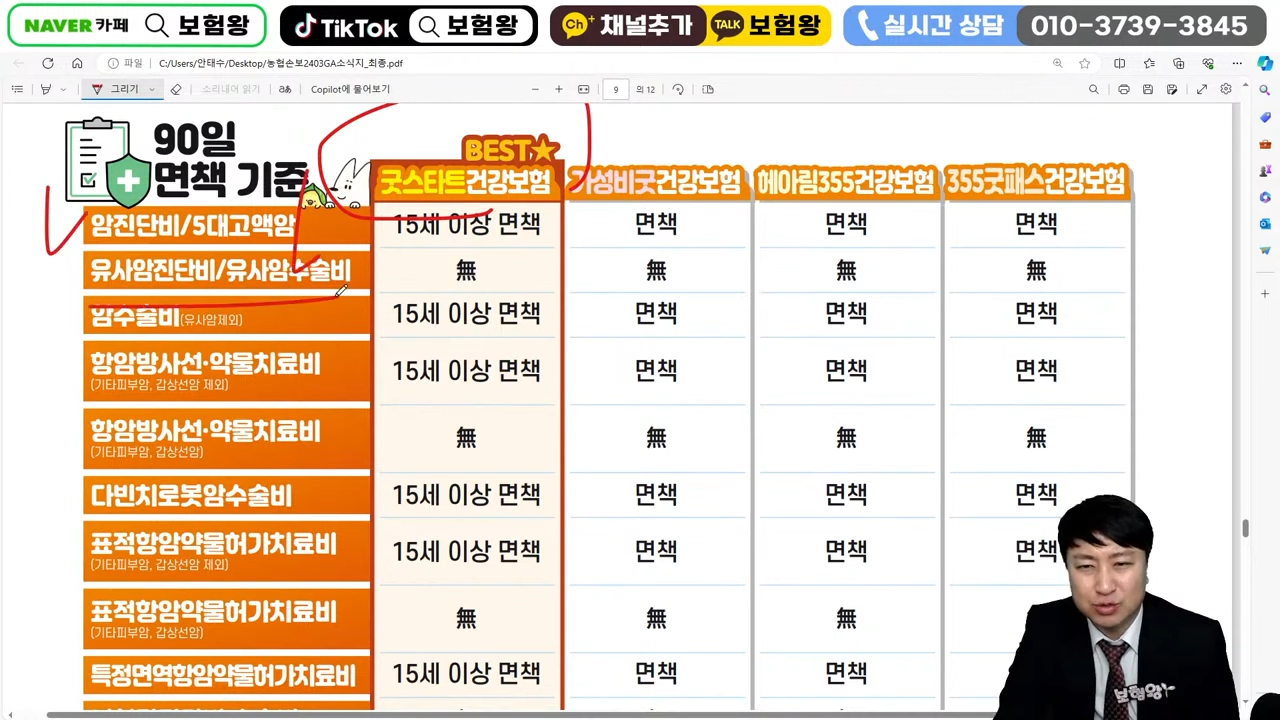 NAVER 카페 보험왕 TikTok 보험왕 Ch+ 채널추가 TALK 보험왕 실시간 상담 010-3739-3845
파일 C:/Users/안태수/Desktop/농협손보2403GA소식지_최종.pdf
그리기 소리내어 읽기 aあ Copilot에 물어보기 9 의 12
90일
면책 기준
BEST
굿스타트건강보험 가성비굿건강보험 헤아림355건강보험 355굿패스건강보험
암진단비/5대고액암 15세 이상 면책 면책 면책 면책
유사암진단비/유사암수술비 無 無 無 無
암수술비(유사암제외) 15세 이상 면책 면책 면책 면책
항암방사선·약물치료비 15세 이상 면책 면책 면책 면책
(기타피부암, 갑상선암 제외)
항암방사선·약물치료비 無 無 無 無
(기타피부암, 갑상선암)
다빈치로봇암수술비 15세 이상 면책 면책 면책 면책
표적항암약물허가치료비 15세 이상 면책 면책 면책 면책
(기타피부암, 갑상선암 제외)
표적항암약물허가치료비 無 無 無
(기타피부암, 갑상선암)
특정면역항암약물허가치료비 15세 이상 면책 면책 면책
보험왕